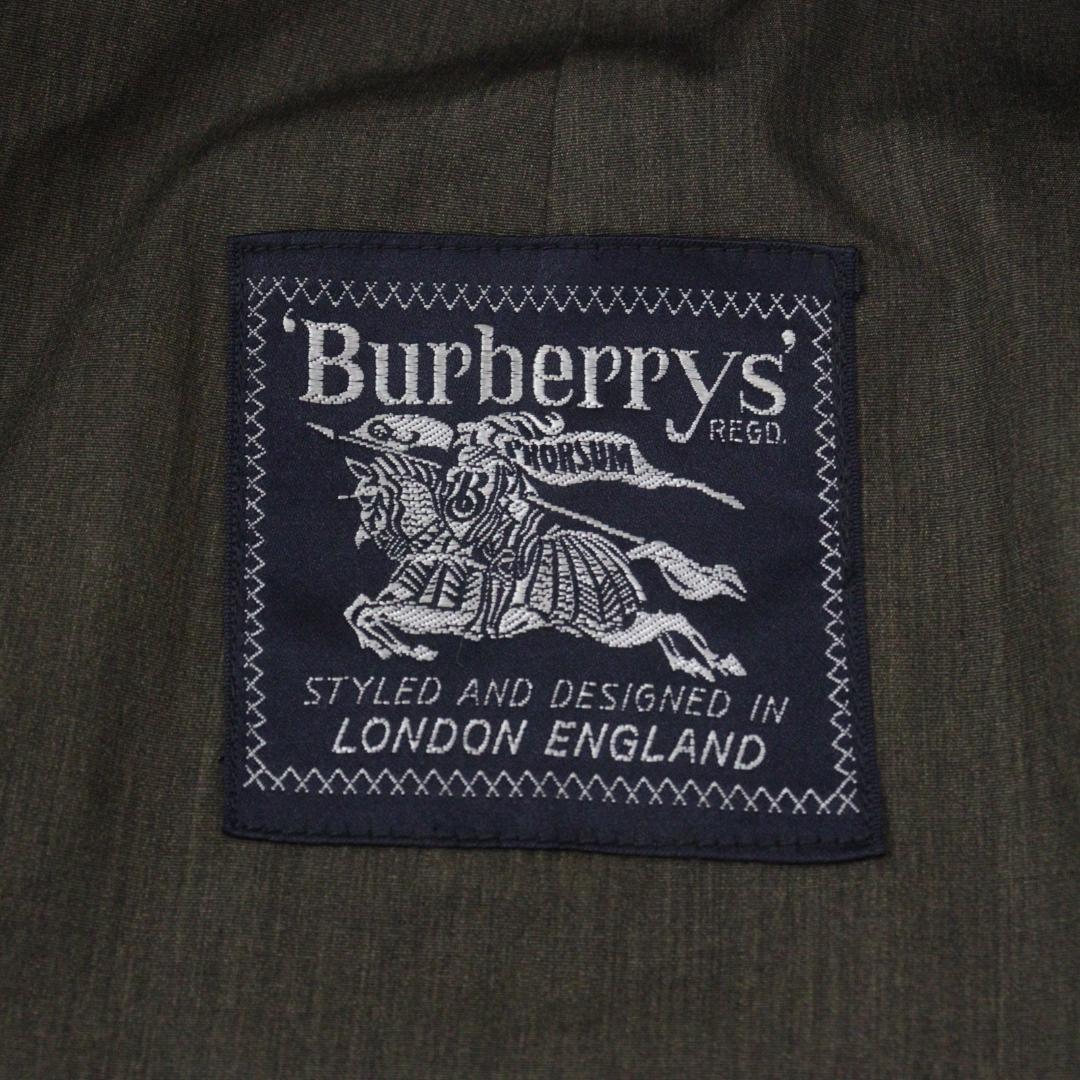 'Burberrys'
REGD.
PRORSUM
B
STYLED AND DESIGNED IN
LONDON ENGLAND